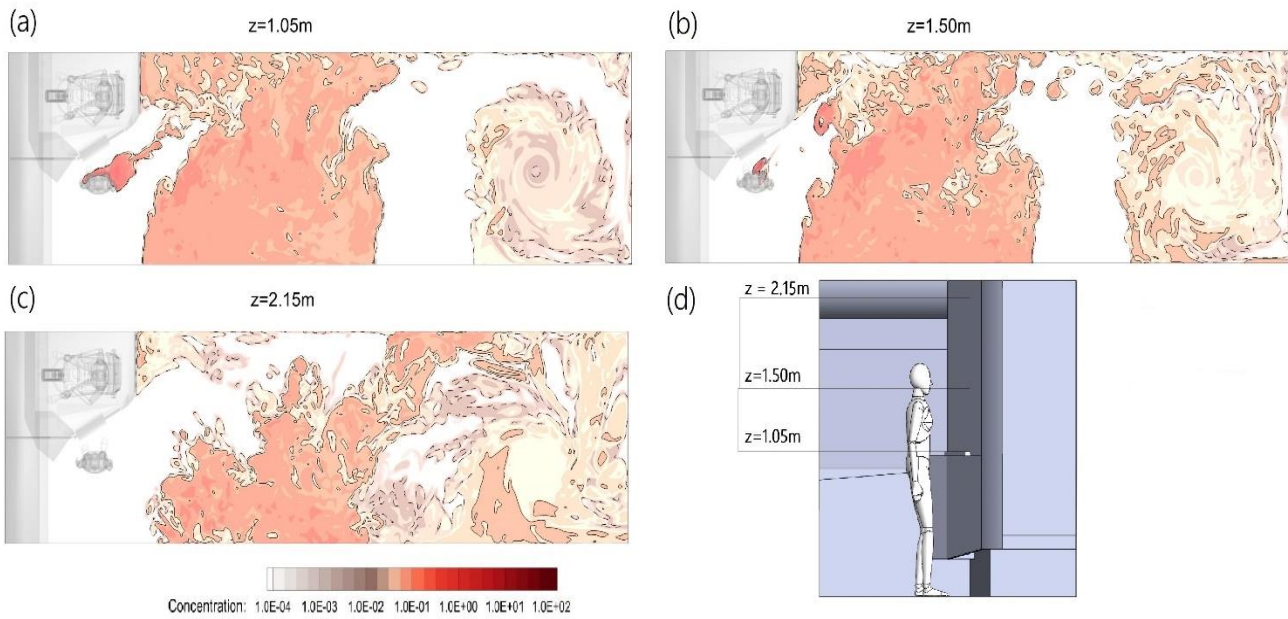 (a)
z=1.05m
(b)
z=1.50m
(c)
z=2.15m
(d)
z = 2,15m
z=1.50m
z=1.05m
Concentration: 1.0E-04 1.0E-03 1.0E-02 1.0E-01 1.0E+00 1.0E+01 1.0E+02